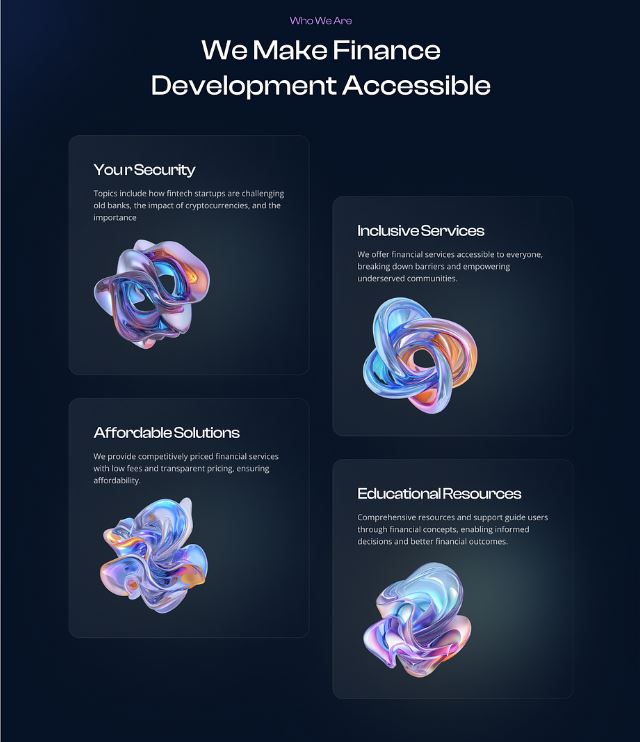 Who We Are
We Make Finance
Development Accessible
Your Security
Topics include how fintech startups are challenging
old banks, the impact of cryptocurrencies, and the
importance
Inclusive Services
We offer financial services accessible to everyone,
breaking down barriers and empowering
underserved communities.
Affordable Solutions
We provide competitively priced financial services
with low fees and transparent pricing, ensuring
affordability.
Educational Resources
Comprehensive resources and support guide users
through financial concepts, enabling informed
decisions and better financial outcomes.